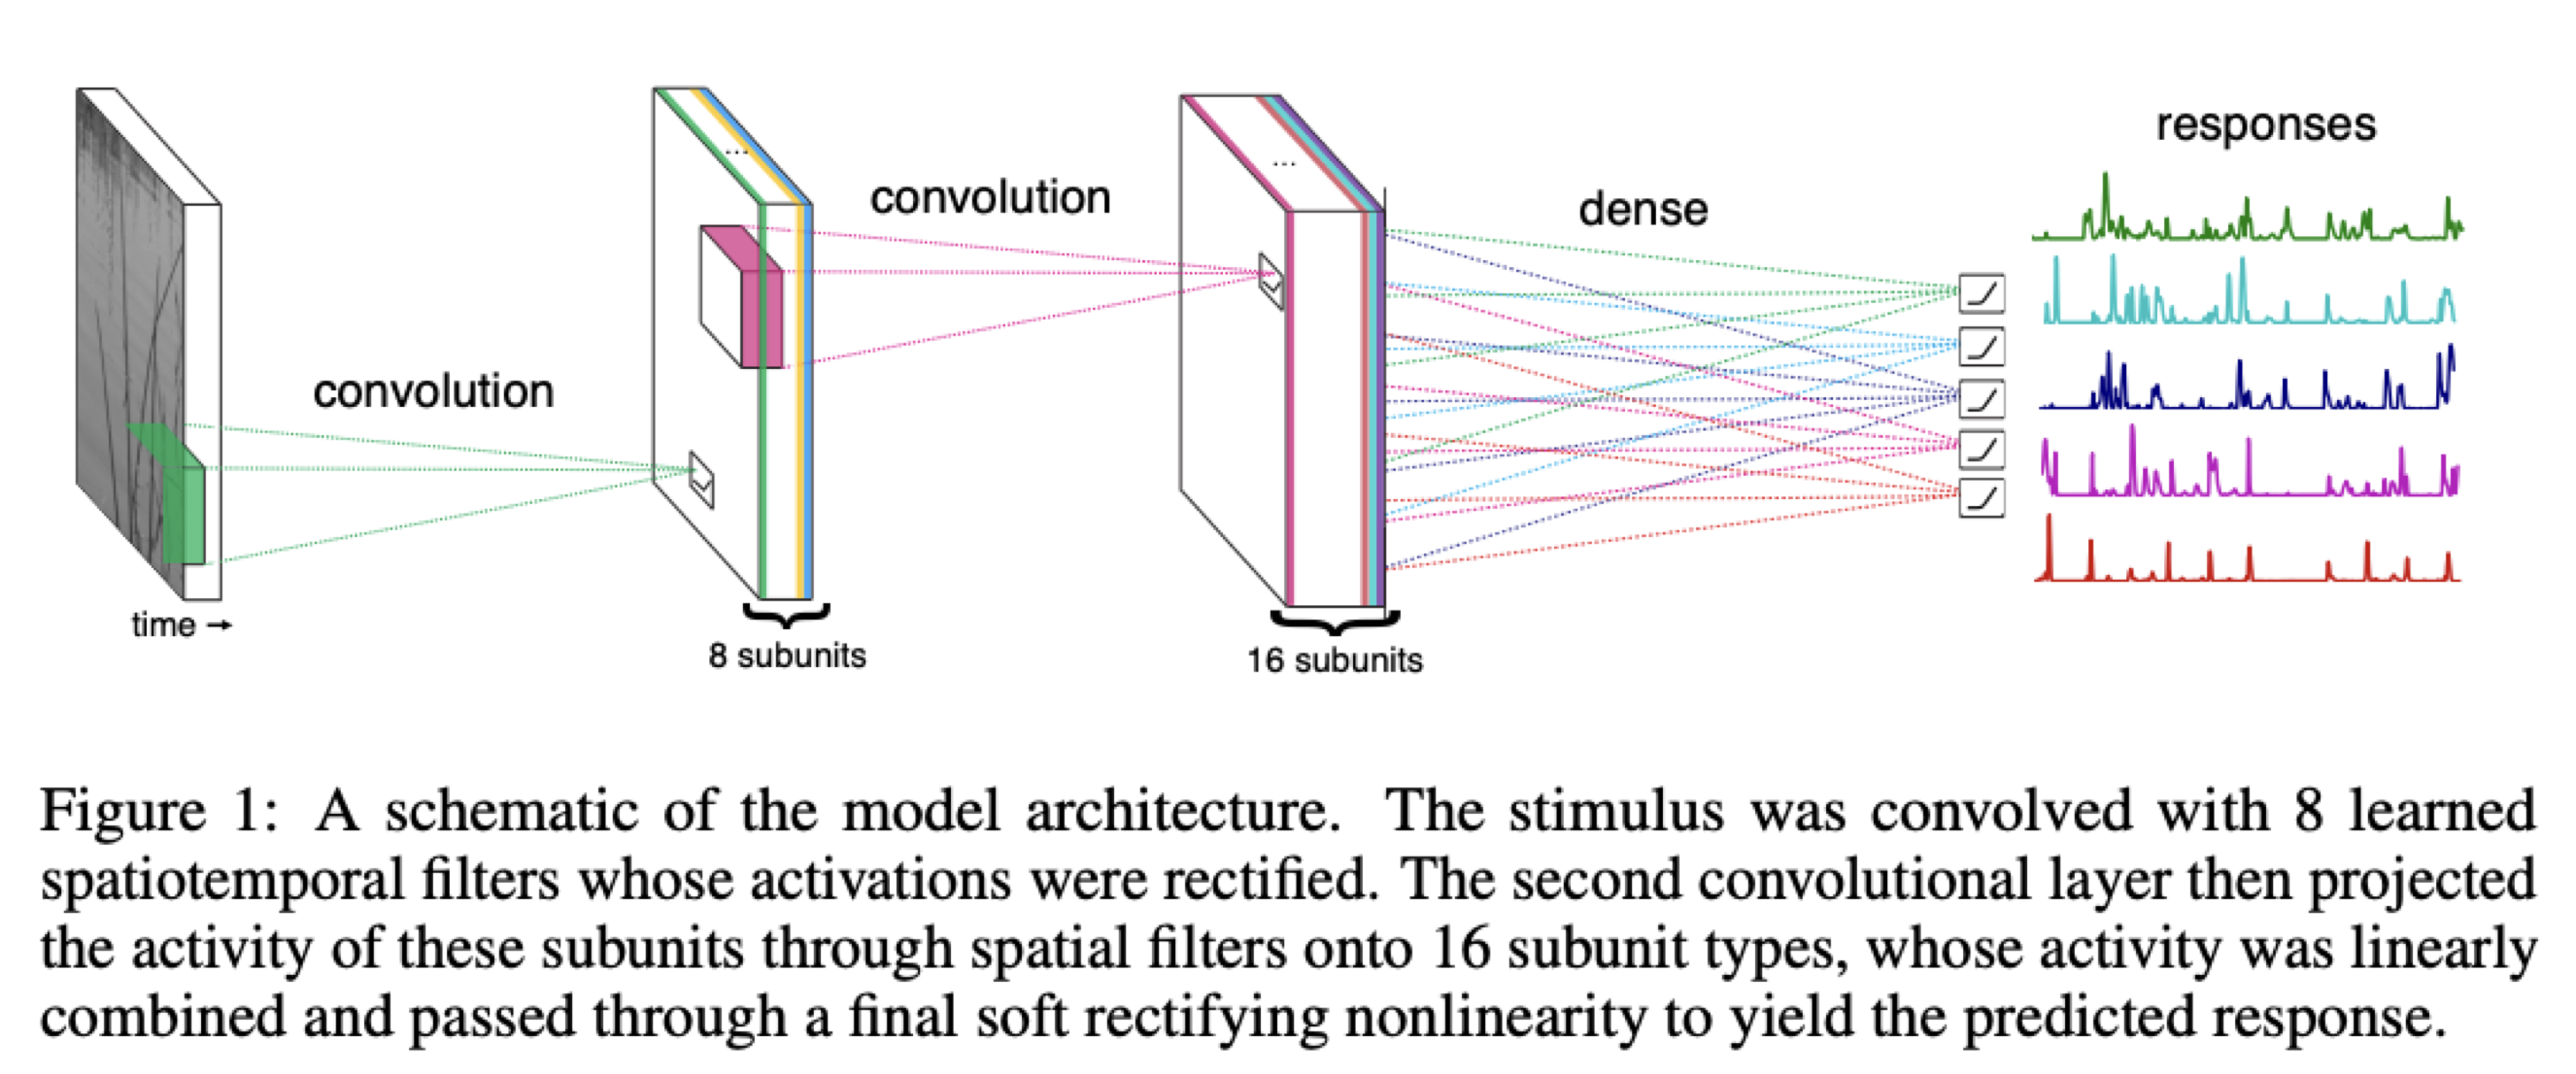 responses
convolution
dense
convolution
...
...
time →
8 subunits
16 subunits
Figure 1: A schematic of the model architecture. The stimulus was convolved with 8 learned
spatiotemporal filters whose activations were rectified. The second convolutional layer then projected
the activity of these subunits through spatial filters onto 16 subunit types, whose activity was linearly
combined and passed through a final soft rectifying nonlinearity to yield the predicted response.